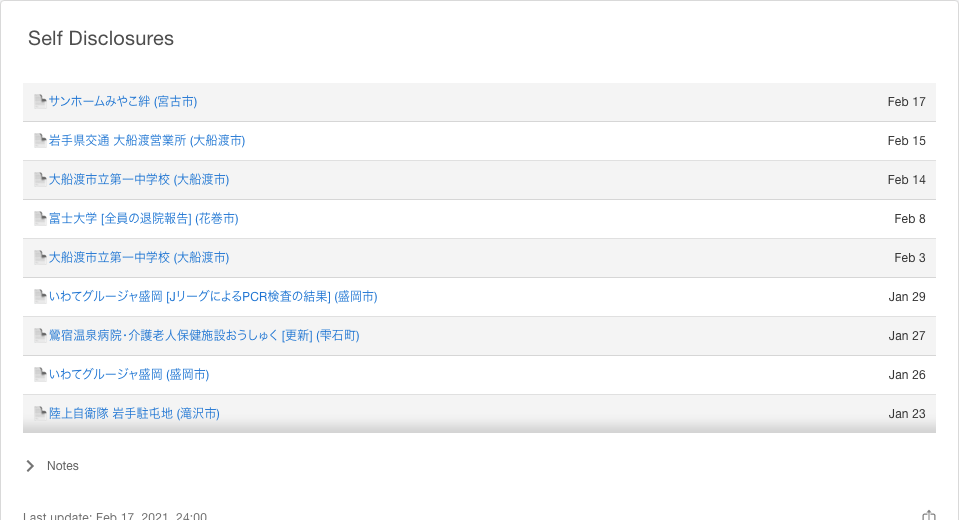 Self Disclosures
サンホームみやこ絆 (宮古市) Feb 17
岩手県交通 大船渡営業所 (大船渡市) Feb 15
大船渡市立第一中学校 (大船渡市) Feb 14
富士大学 [全員の退院報告] (花巻市) Feb 8
大船渡市立第一中学校 (大船渡市) Feb 3
いわてグルージャ盛岡 [JリーグによるPCR検査の結果] (盛岡市) Jan 29
鶯宿温泉病院・介護老人保健施設おうしゅく [更新] (雫石町) Jan 27
いわてグルージャ盛岡 (盛岡市) Jan 26
陸上自衛隊 岩手駐屯地 (滝沢市) Jan 23
Notes
Last update: Feb 17, 2021, 24:00